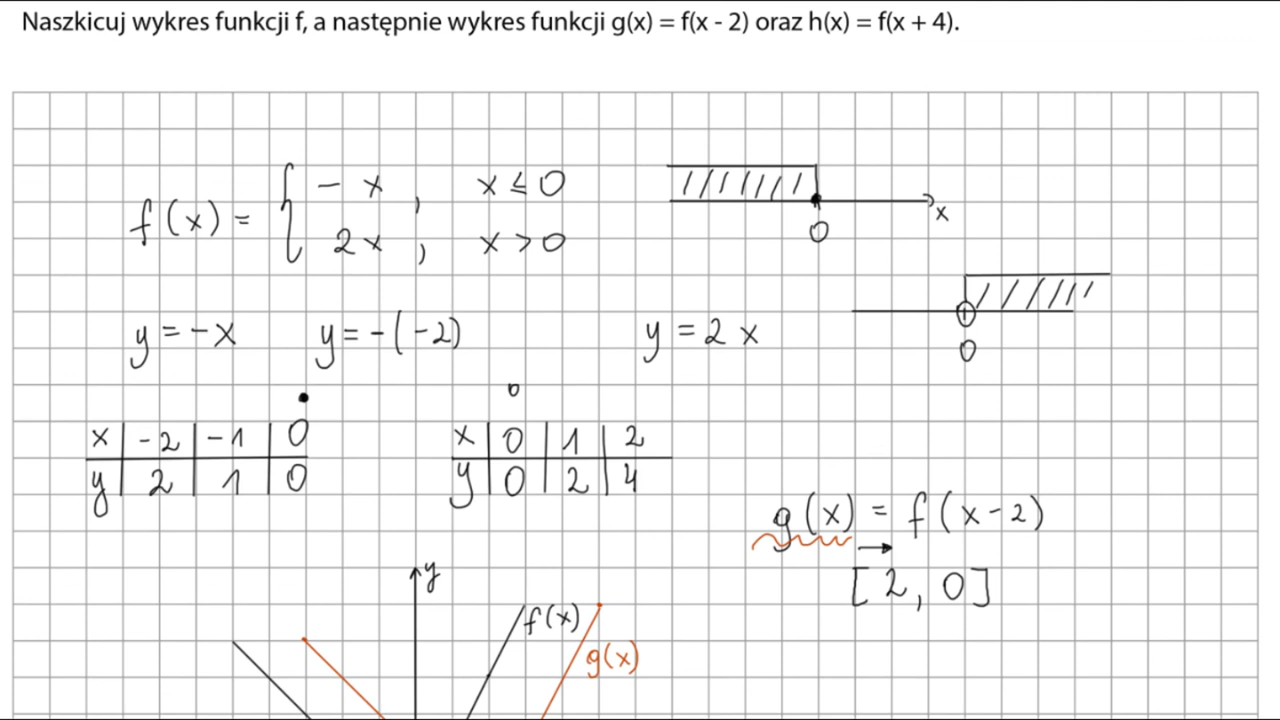 Naszkicuj wykres funkcji f, a następnie wykres funkcji g(x) = f(x - 2) oraz h(x) = f(x + 4).
f(x) = { - x , x ≤ 0
2x , x > 0
x
0
0
y = -x y = -(-2) y = 2x
x | -2 | -1 | 0
y | 2 | 1 | 0
x | 0 | 1 | 2
y | 0 | 2 | 4
g(x) = f(x-2)
[2, 0]
y
f(x)
g(x)